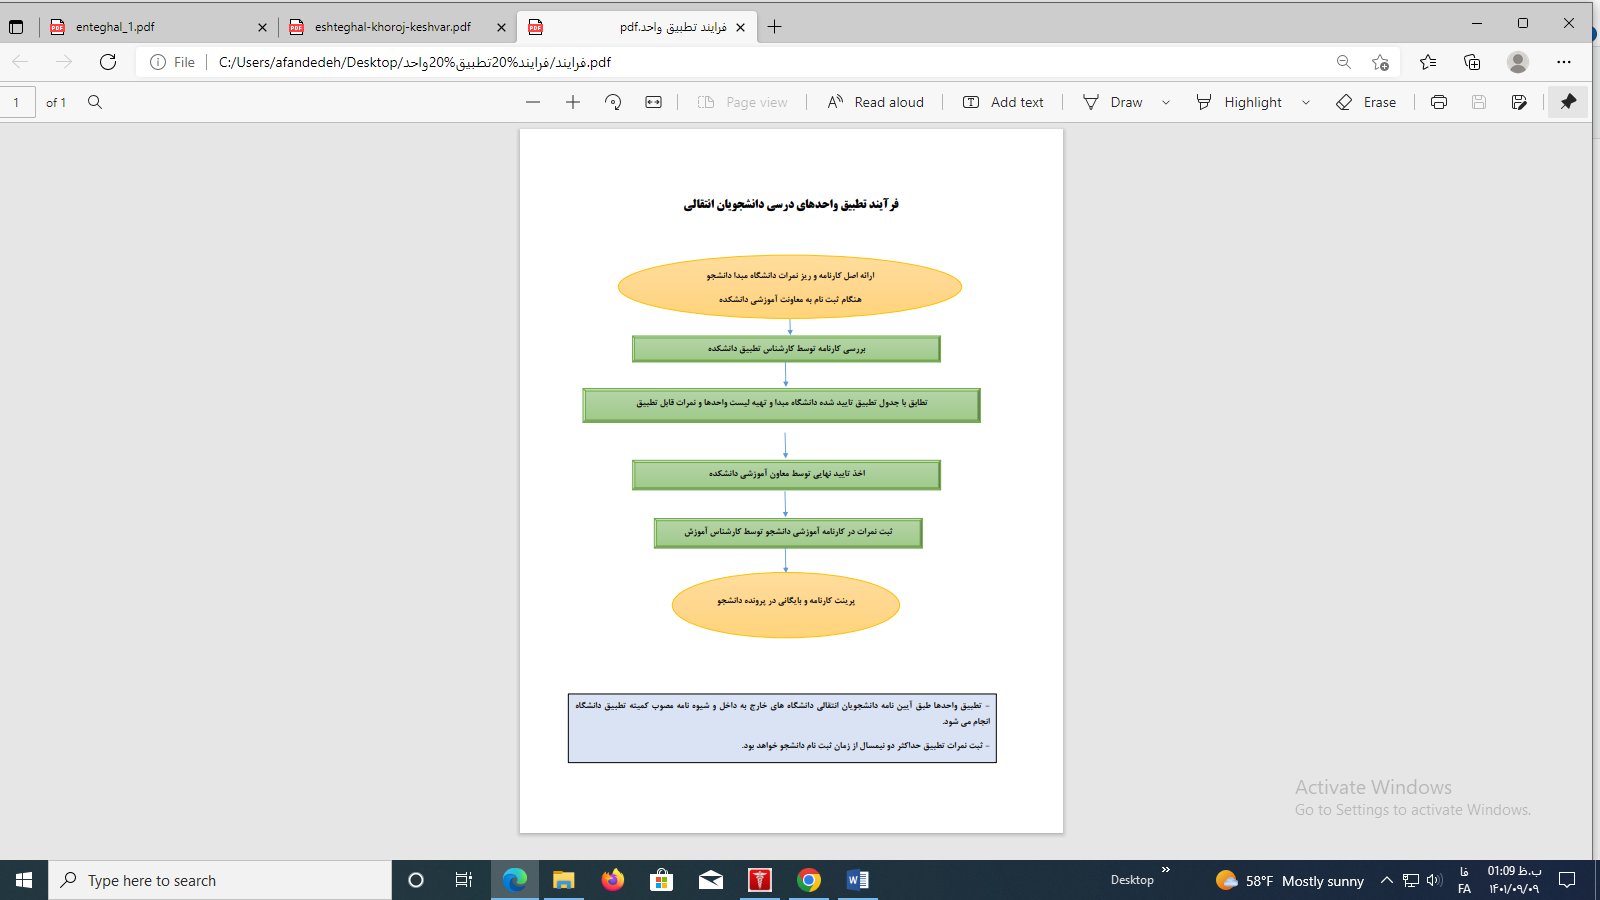 enteghal_1.pdf
eshteghal-khoroj-keshvar.pdf
فرایند تطبیق واحد.pdf
File
C:/Users/afandedeh/Desktop/فرایند/فرایند%20تطبیق%20واحد.pdf
1
of 1
Page view
Read aloud
Add text
Draw
Highlight
Erase
فرآیند تطبیق واحدهای درسی دانشجویان انتقالی
ارائه اصل کارنامه و ریز نمرات دانشگاه مبدا دانشجو
هنگام ثبت نام به معاونت آموزشی دانشکده
بررسی کارنامه توسط کارشناس تطبیق دانشکده
تطابق با جدول تطبیق تایید شده دانشگاه مبدا و تهیه لیست واحدها و نمرات قابل تطبیق
اخذ تایید نهایی توسط معاون آموزشی دانشکده
ثبت نمرات در کارنامه آموزشی دانشجو توسط کارشناس آموزش
پرینت کارنامه و بایگانی در پرونده دانشجو
- تطبیق واحدها طبق آیین نامه دانشجویان انتقالی دانشگاه های خارج به داخل و شیوه نامه مصوب کمیته تطبیق دانشگاه
انجام می شود.
- ثبت نمرات تطبیق حداکثر دو نیمسال از زمان ثبت نام دانشجو خواهد بود.
Activate Windows
Go to Settings to activate Windows.
Type here to search
Desktop
58°F Mostly sunny
فا
FA
01:09 ب.ظ
۱۴۰۱/۰۹/۰۹